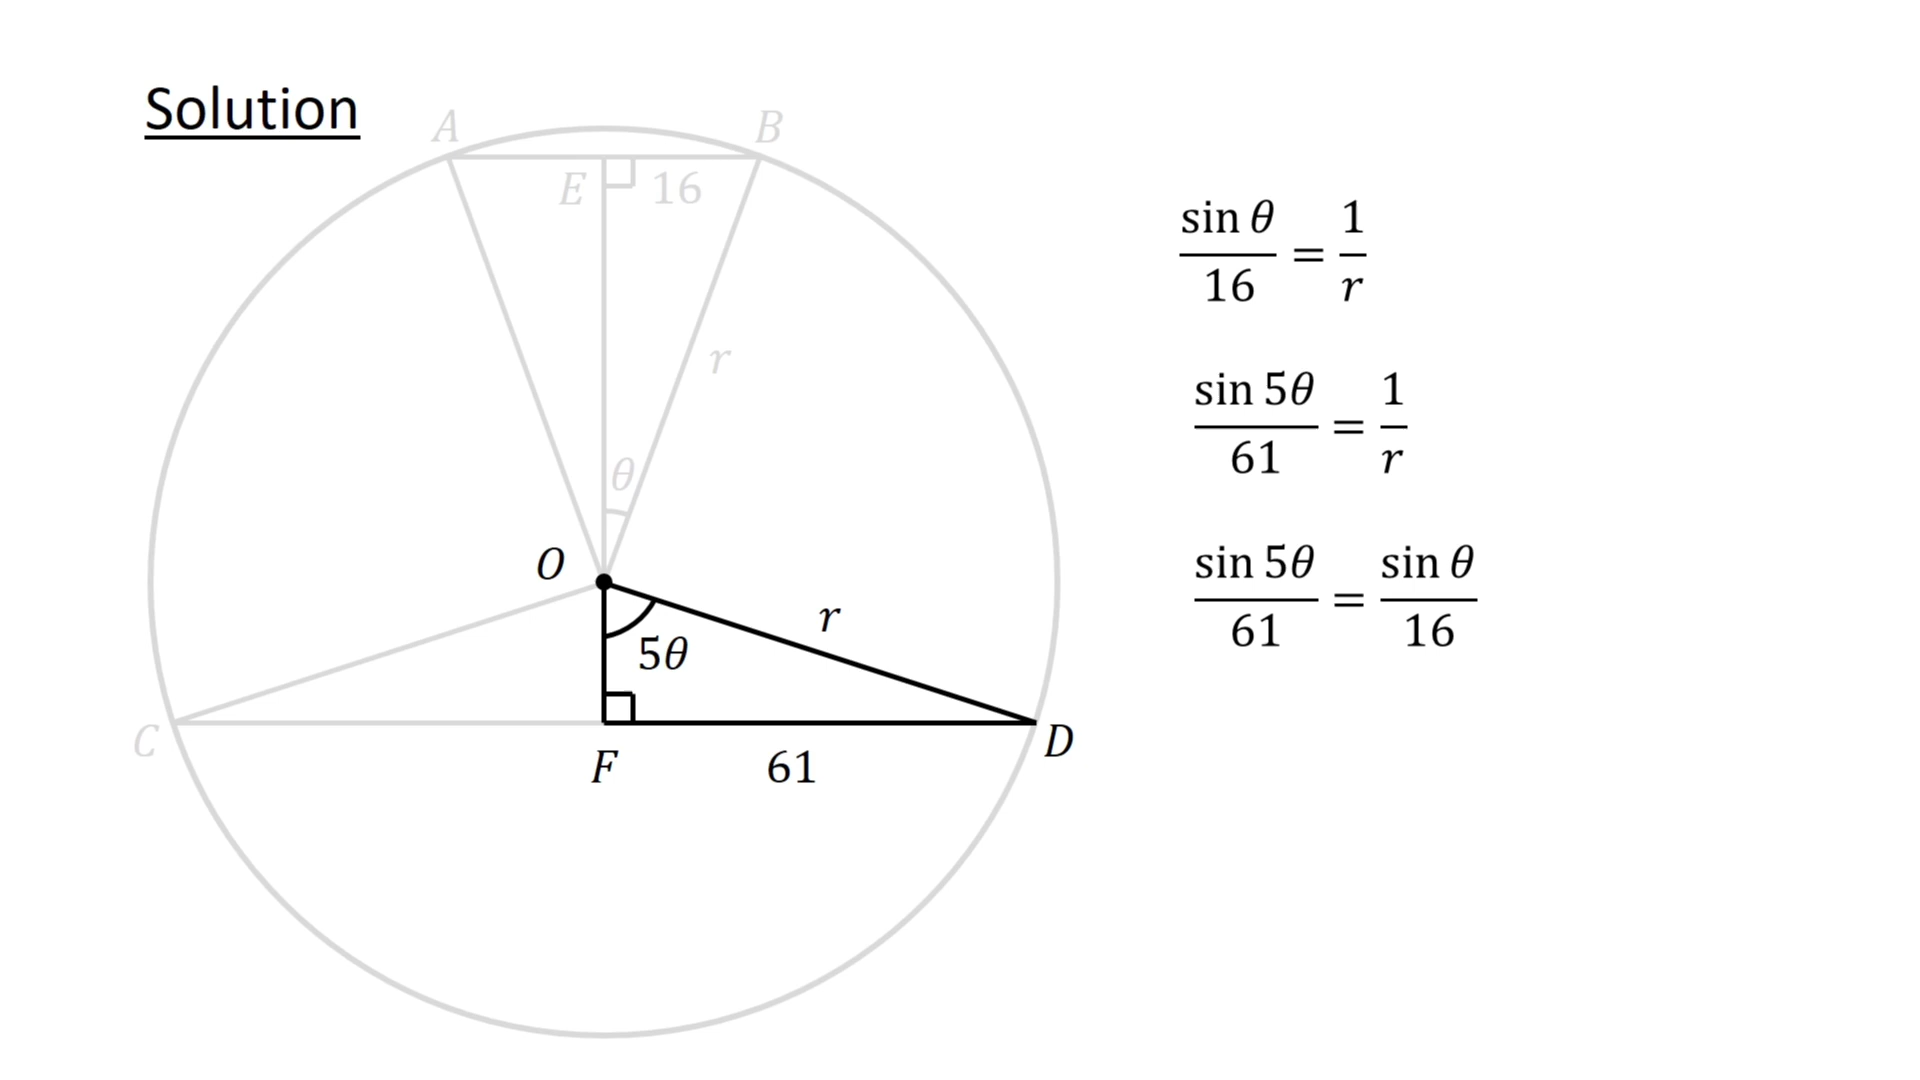 Solution
A
B
E
16
r
θ
O
r
5θ
C
D
F
61
sin θ / 16 = 1 / r
sin 5θ / 61 = 1 / r
sin 5θ / 61 = sin θ / 16